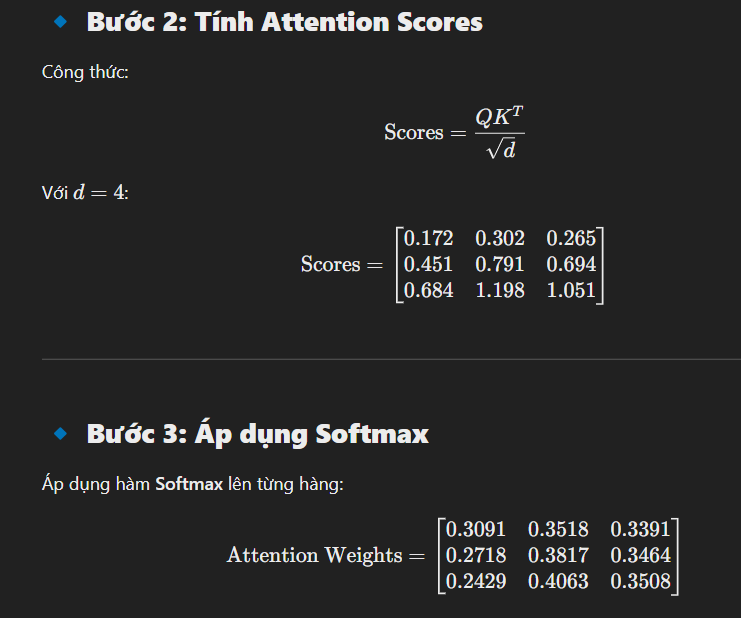 Bước 2: Tính Attention Scores
Công thức:
Scores = QK^T / √d
Với d = 4:
Scores = [0.172 0.302 0.265
0.451 0.791 0.694
0.684 1.198 1.051]
Bước 3: Áp dụng Softmax
Áp dụng hàm Softmax lên từng hàng:
Attention Weights = [0.3091 0.3518 0.3391
0.2718 0.3817 0.3464
0.2429 0.4063 0.3508]